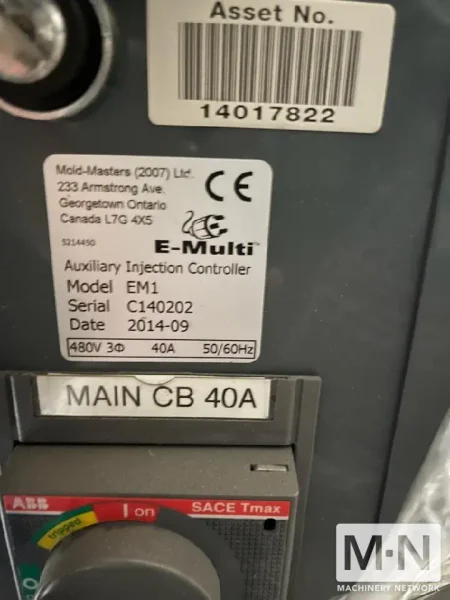 Asset No.
14017822
Mold-Masters (2007) Ltd.
233 Armstrong Ave.
Georgetown Ontario
Canada L7G 4X5
CE
5214450
E-Multi™
Auxiliary Injection Controller
Model EM1
Serial C140202
Date 2014-09
480V 3Φ 40A 50/60Hz
MAIN CB 40A
ABB
I on
SACE Tmax
tripped
O
M·N
MACHINERY NETWORK